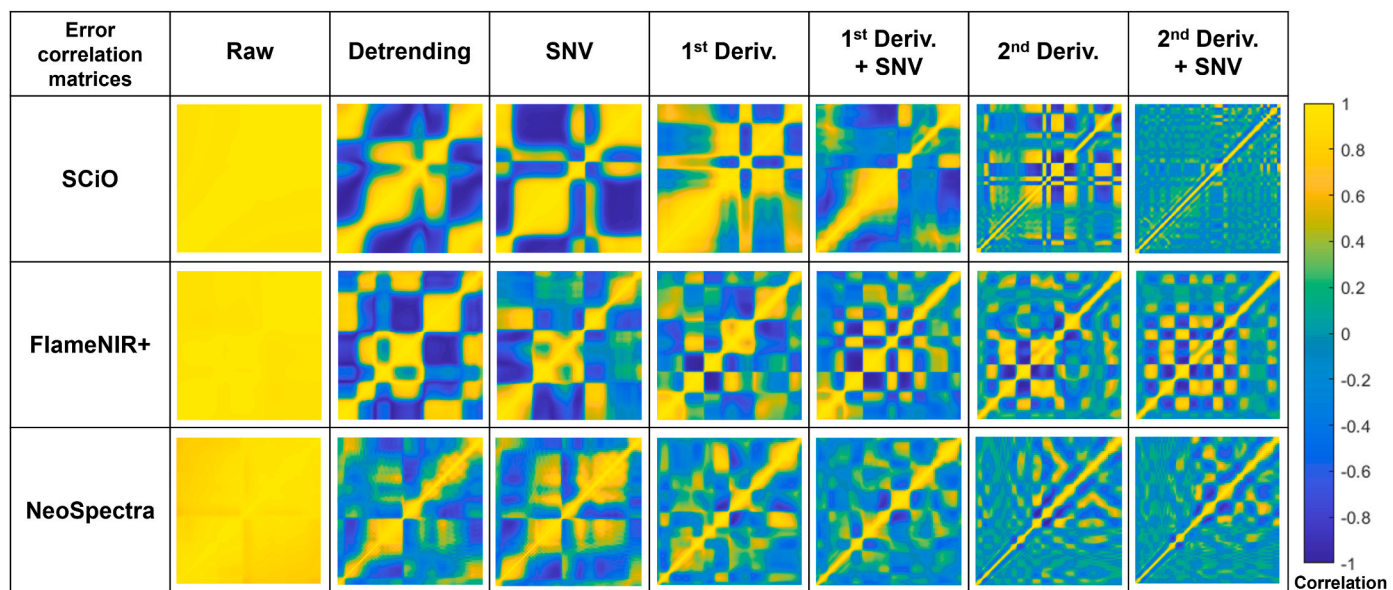 Error
correlation
matrices
Raw
Detrending
SNV
1st Deriv.
1st Deriv.
+ SNV
2nd Deriv.
2nd Deriv.
+ SNV
SCiO
FlameNIR+
NeoSpectra
1
0.8
0.6
0.4
0.2
0
-0.2
-0.4
-0.6
-0.8
-1
Correlation